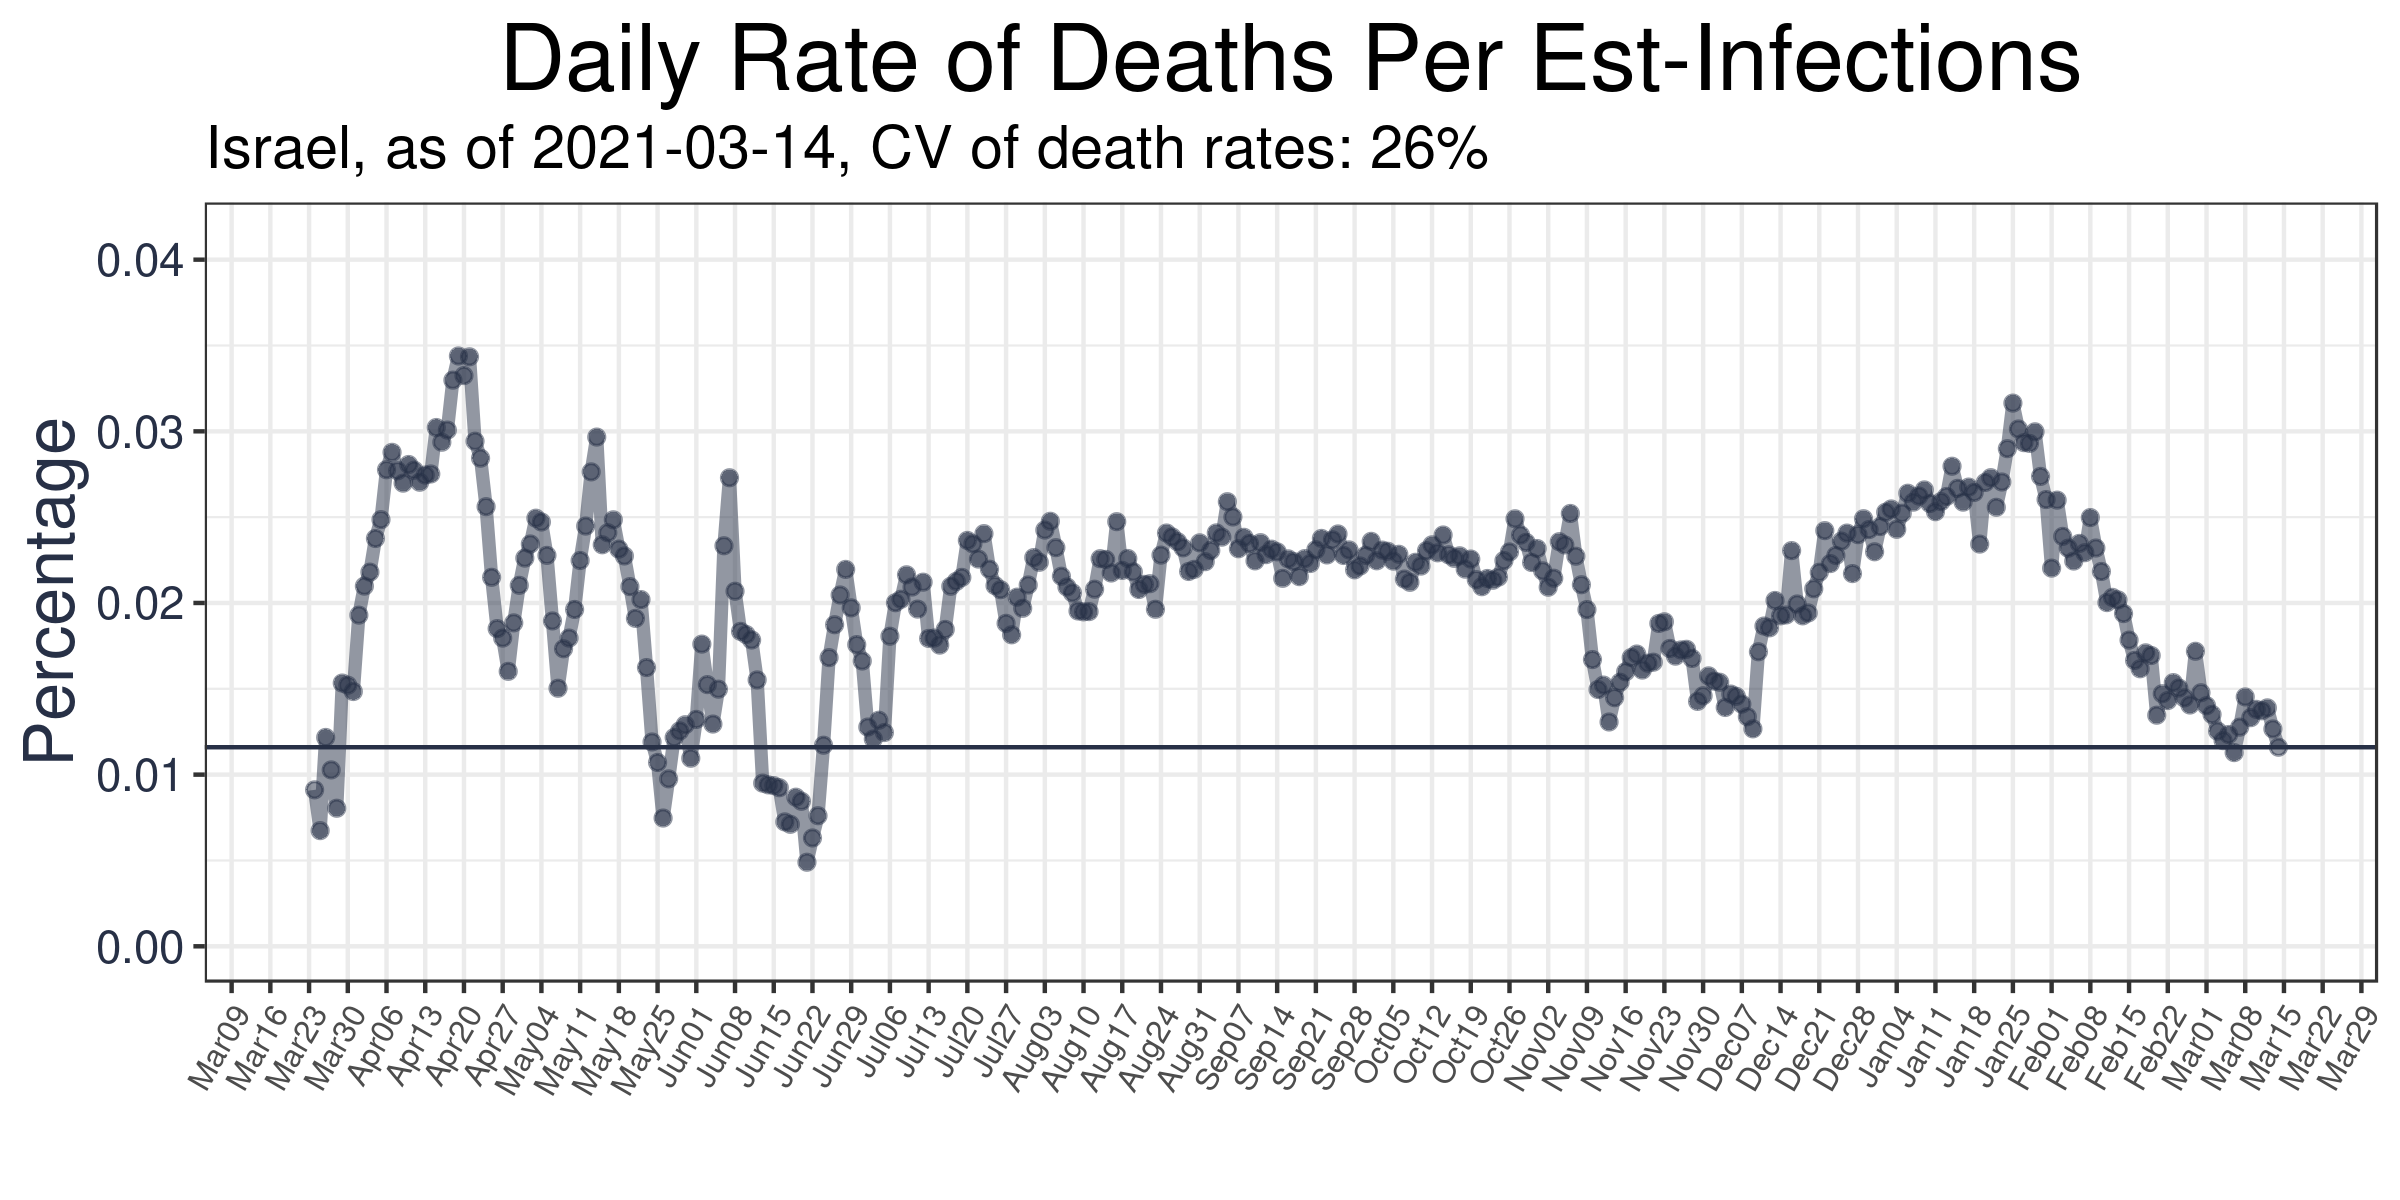 Daily Rate of Deaths Per Est-Infections
Israel, as of 2021-03-14, CV of death rates: 26%
Percentage
0.04
0.03
0.02
0.01
0.00
Mar09
Mar16
Mar23
Mar30
Apr06
Apr13
Apr20
Apr27
May04
May11
May18
May25
Jun01
Jun08
Jun15
Jun22
Jun29
Jul06
Jul13
Jul20
Jul27
Aug03
Aug10
Aug17
Aug24
Aug31
Sep07
Sep14
Sep21
Sep28
Oct05
Oct12
Oct19
Oct26
Nov02
Nov09
Nov16
Nov23
Nov30
Dec07
Dec14
Dec21
Dec28
Jan04
Jan11
Jan18
Jan25
Feb01
Feb08
Feb15
Feb22
Mar01
Mar08
Mar15
Mar22
Mar29